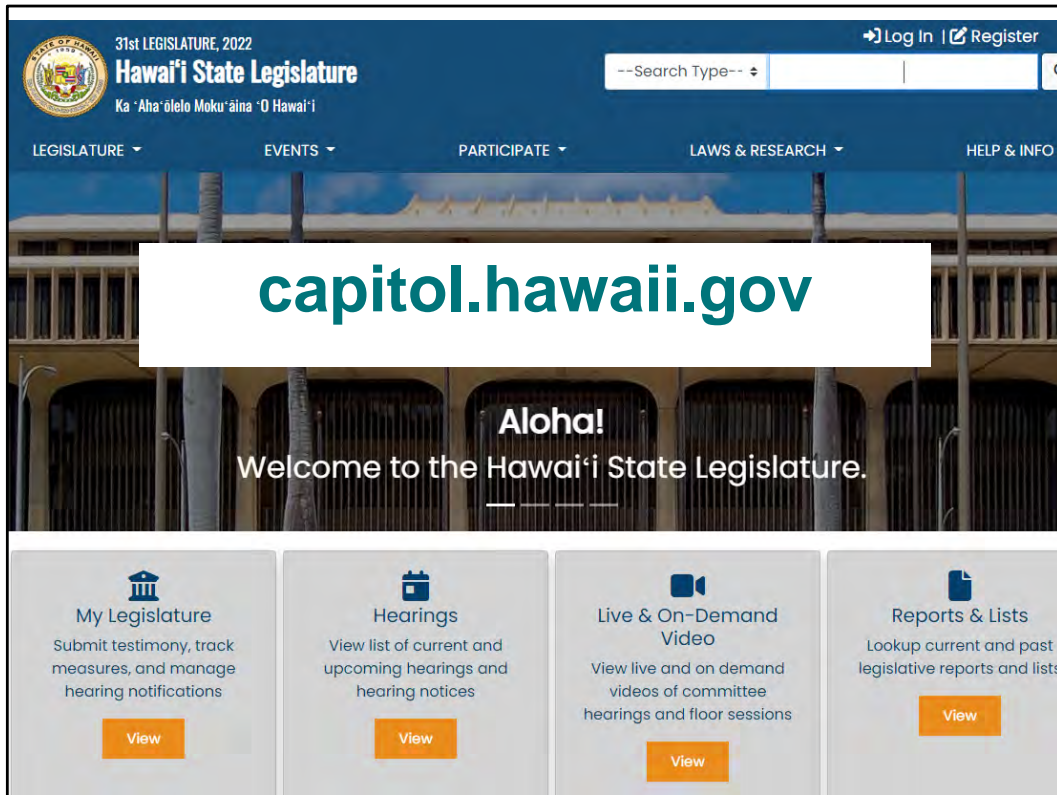 31st LEGISLATURE, 2022
Hawaiʻi State Legislature
Ka ʻAhaʻōlelo Mokuʻāina ʻO Hawaiʻi
Log In | Register
--Search Type--
LEGISLATURE EVENTS PARTICIPATE LAWS & RESEARCH HELP & INFO
capitol.hawaii.gov
Aloha!
Welcome to the Hawaiʻi State Legislature.
My Legislature
Submit testimony, track
measures, and manage
hearing notifications
View
Hearings
View list of current and
upcoming hearings and
hearing notices
View
Live & On-Demand
Video
View live and on demand
videos of committee
hearings and floor sessions
View
Reports & Lists
Lookup current and past
legislative reports and lists
View